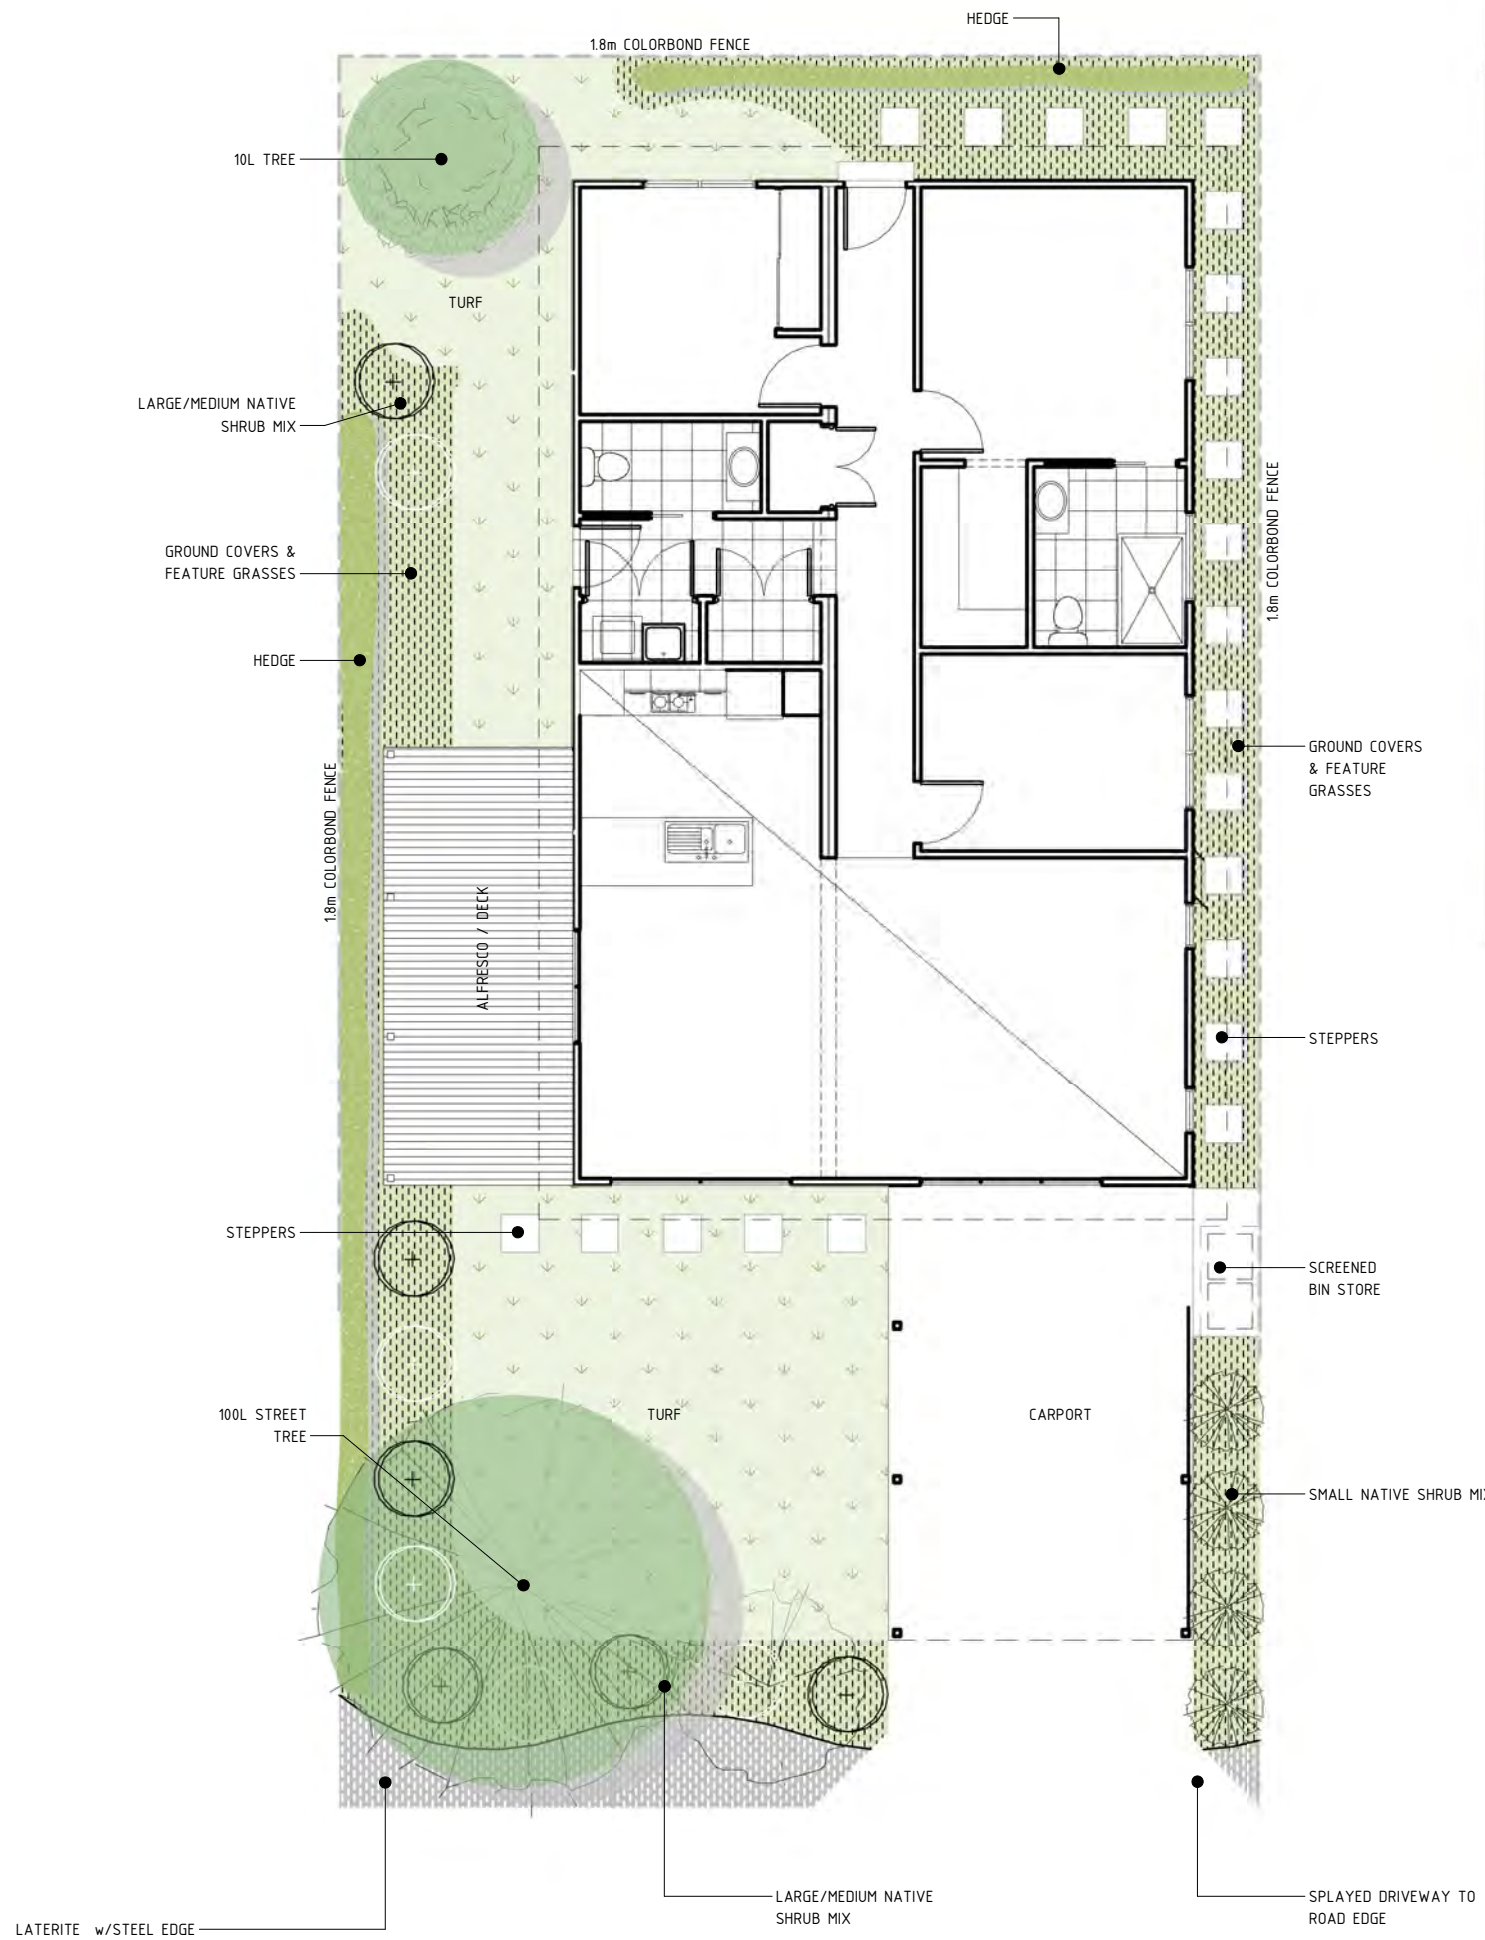 HEDGE
1.8m COLORBOND FENCE
10L TREE
TURF
LARGE/MEDIUM NATIVE
SHRUB MIX
1.8m COLORBOND FENCE
GROUND COVERS &
FEATURE GRASSES
HEDGE
GROUND COVERS
& FEATURE
GRASSES
1.8m COLORBOND FENCE
ALFRESCO / DECK
STEPPERS
STEPPERS
SCREENED
BIN STORE
100L STREET
TREE
TURF
CARPORT
SMALL NATIVE SHRUB MIX
LARGE/MEDIUM NATIVE
SHRUB MIX
SPLAYED DRIVEWAY TO
ROAD EDGE
LATERITE w/STEEL EDGE